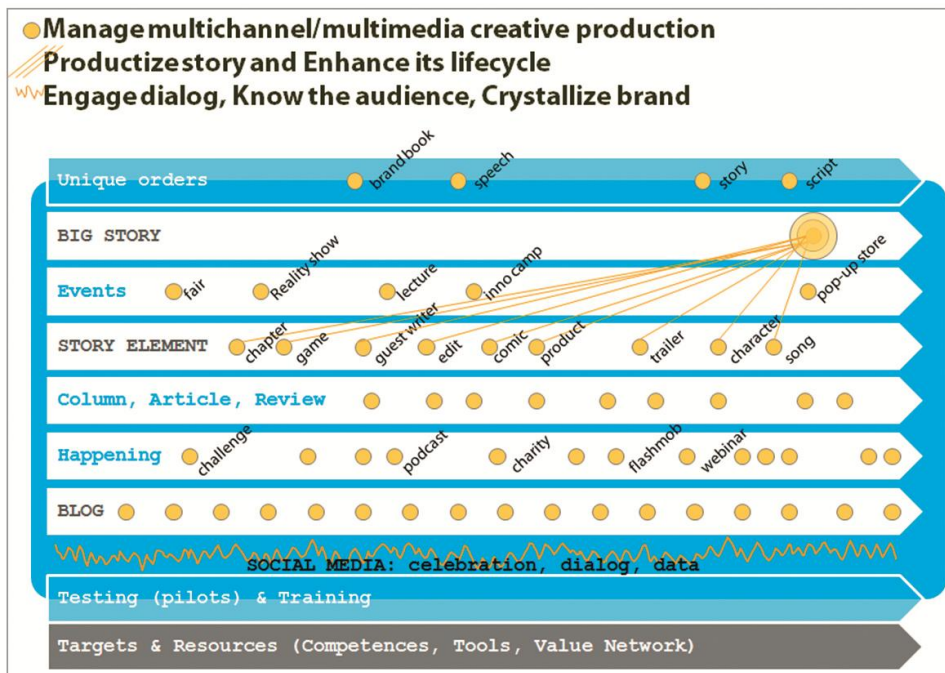 Manage multichannel/multimedia creative production
Productize story and Enhance its lifecycle
Engage dialog, Know the audience, Crystallize brand
Unique orders
brand book
speech
story
script
BIG STORY
Events
fair
Reality show
lecture
inno camp
pop-up store
STORY ELEMENT
chapter
game
guest writer
edit
comic
product
trailer
character
song
Column, Article, Review
Happening
challenge
podcast
charity
flashmob
webinar
BLOG
SOCIAL MEDIA: celebration, dialog, data
Testing (pilots) & Training
Targets & Resources (Competences, Tools, Value Network)